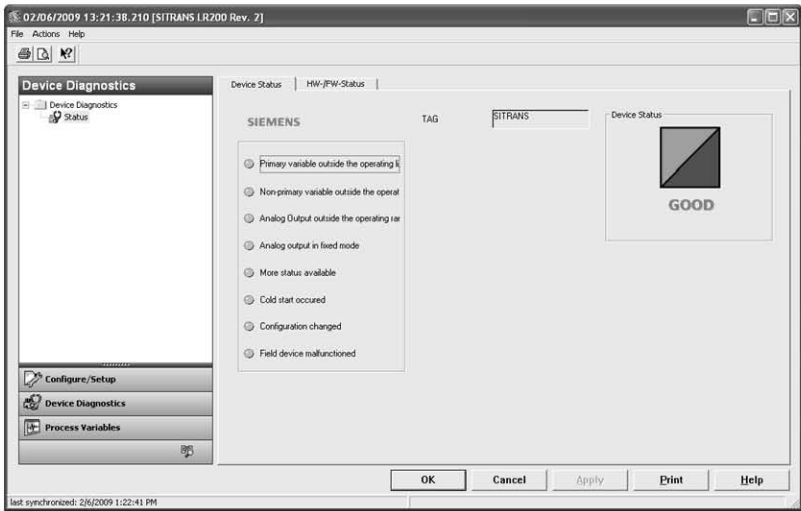 02/06/2009 13:21:38.210 [SITRANS LR200 Rev. 2]
File Actions Help
Device Diagnostics
Device Diagnostics
Status
Configure/Setup
Device Diagnostics
Process Variables
Device Status
HW-/FW-Status
SIEMENS
TAG
SITRANS
Primary variable outside the operating li
Non-primary variable outside the operat
Analog Output outside the operating ran
Analog output in fixed mode
More status available
Cold start occured
Configuration changed
Field device malfunctioned
Device Status
GOOD
OK
Cancel
Apply
Print
Help
last synchronized: 2/6/2009 1:22:41 PM